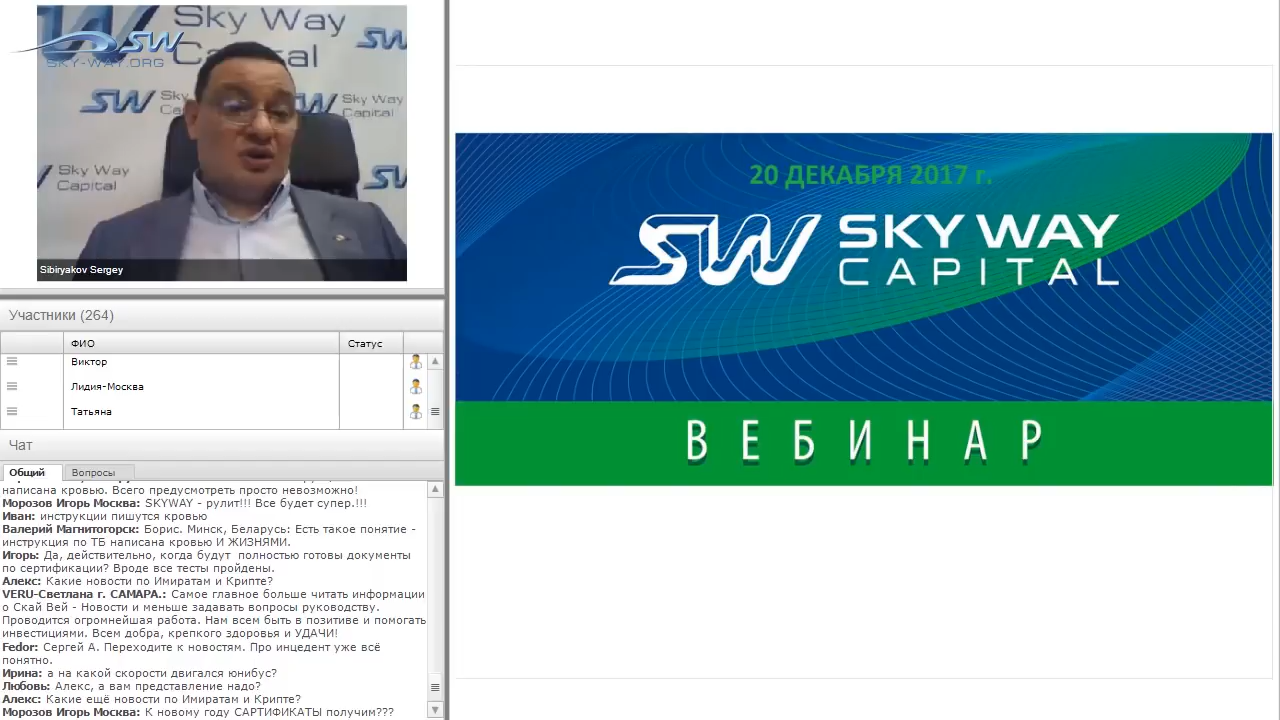 Sky Way
Capital
SW
SKY-WAY.ORG
SW Sky Way Capital
Sky Way
Capital
SW
Sibiryakov Sergey
Участники (264)
ФИО
Статус
Виктор
Лидия-Москва
Татьяна
Чат
Общий
Вопросы
написана кровью. Всего предусмотреть просто невозможно!
Морозов Игорь Москва: SKYWAY - рулит!!! Все будет супер.!!!
Иван: инструкции пишутся кровью
Валерий Магнитогорск: Борис. Минск, Беларусь: Есть такое понятие -
инструкция по ТБ написана кровью И ЖИЗНЯМИ.
Игорь: Да, действительно, когда будут полностью готовы документы
по сертификации? Вроде все тесты пройдены.
Алекс: Какие новости по Имиратам и Крипте?
VERU-Светлана г. САМАРА.: Самое главное больше читать информации
о Скай Вей - Новости и меньше задавать вопросы руководству.
Проводится огромнейшая работа. Нам всем быть в позитиве и помогать
инвестициями. Всем добра, крепкого здоровья и УДАЧИ!
Fedor: Сергей А. Переходите к новостям. Про инцедент уже всё
понятно.
Ирина: а на какой скорости двигался юнибус?
Любовь: Алекс, а вам представление надо?
Алекс: Какие ещё новости по Имиратам и Крипте?
Морозов Игорь Москва: К новому году САРТИФИКАТЫ получим???
20 ДЕКАБРЯ 2017 г.
SW SKY WAY
CAPITAL
ВЕБИНАР